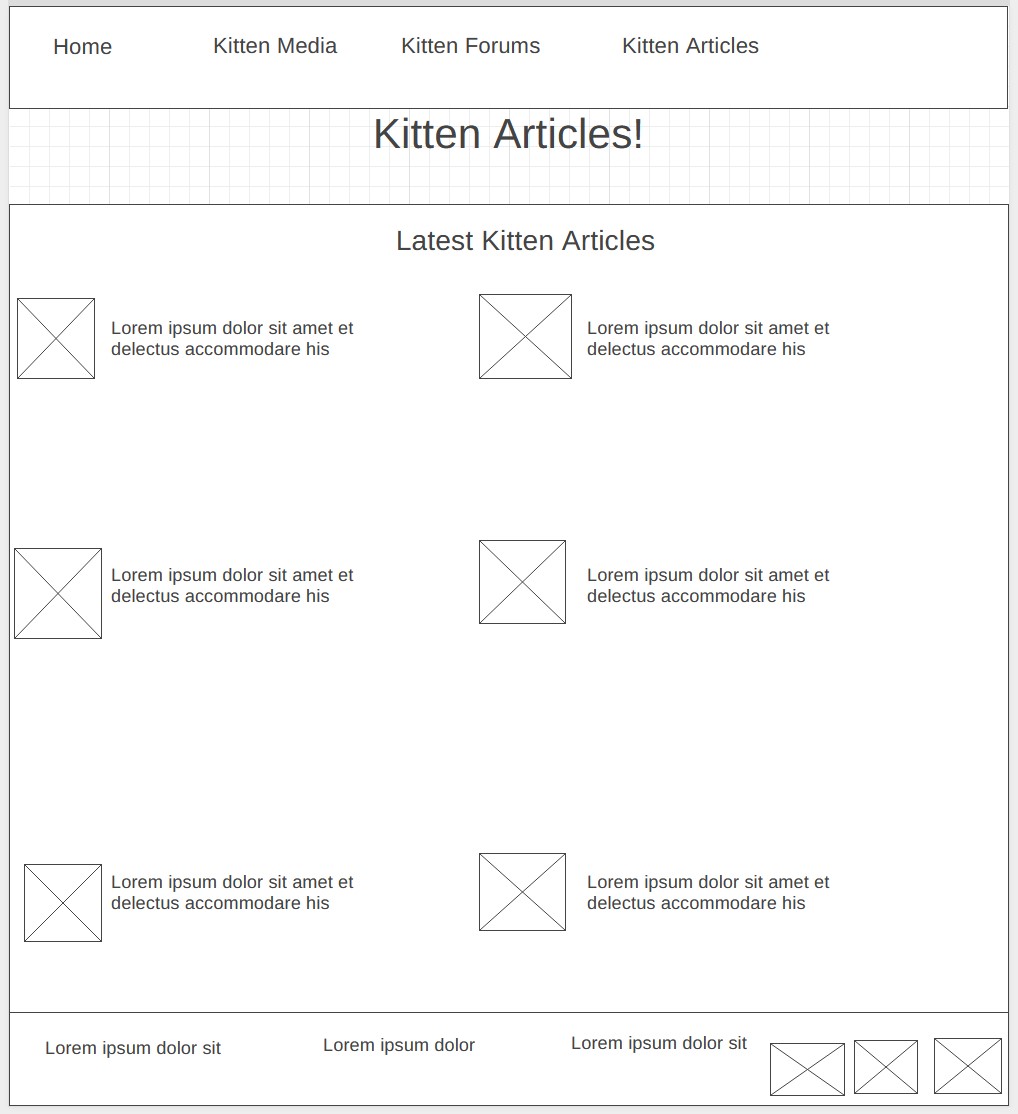 Home Kitten Media Kitten Forums Kitten Articles
Kitten Articles!
Latest Kitten Articles
Lorem ipsum dolor sit amet et
delectus accommodare his
Lorem ipsum dolor sit amet et
delectus accommodare his
Lorem ipsum dolor sit amet et
delectus accommodare his
Lorem ipsum dolor sit amet et
delectus accommodare his
Lorem ipsum dolor sit amet et
delectus accommodare his
Lorem ipsum dolor sit amet et
delectus accommodare his
Lorem ipsum dolor sit Lorem ipsum dolor Lorem ipsum dolor sit